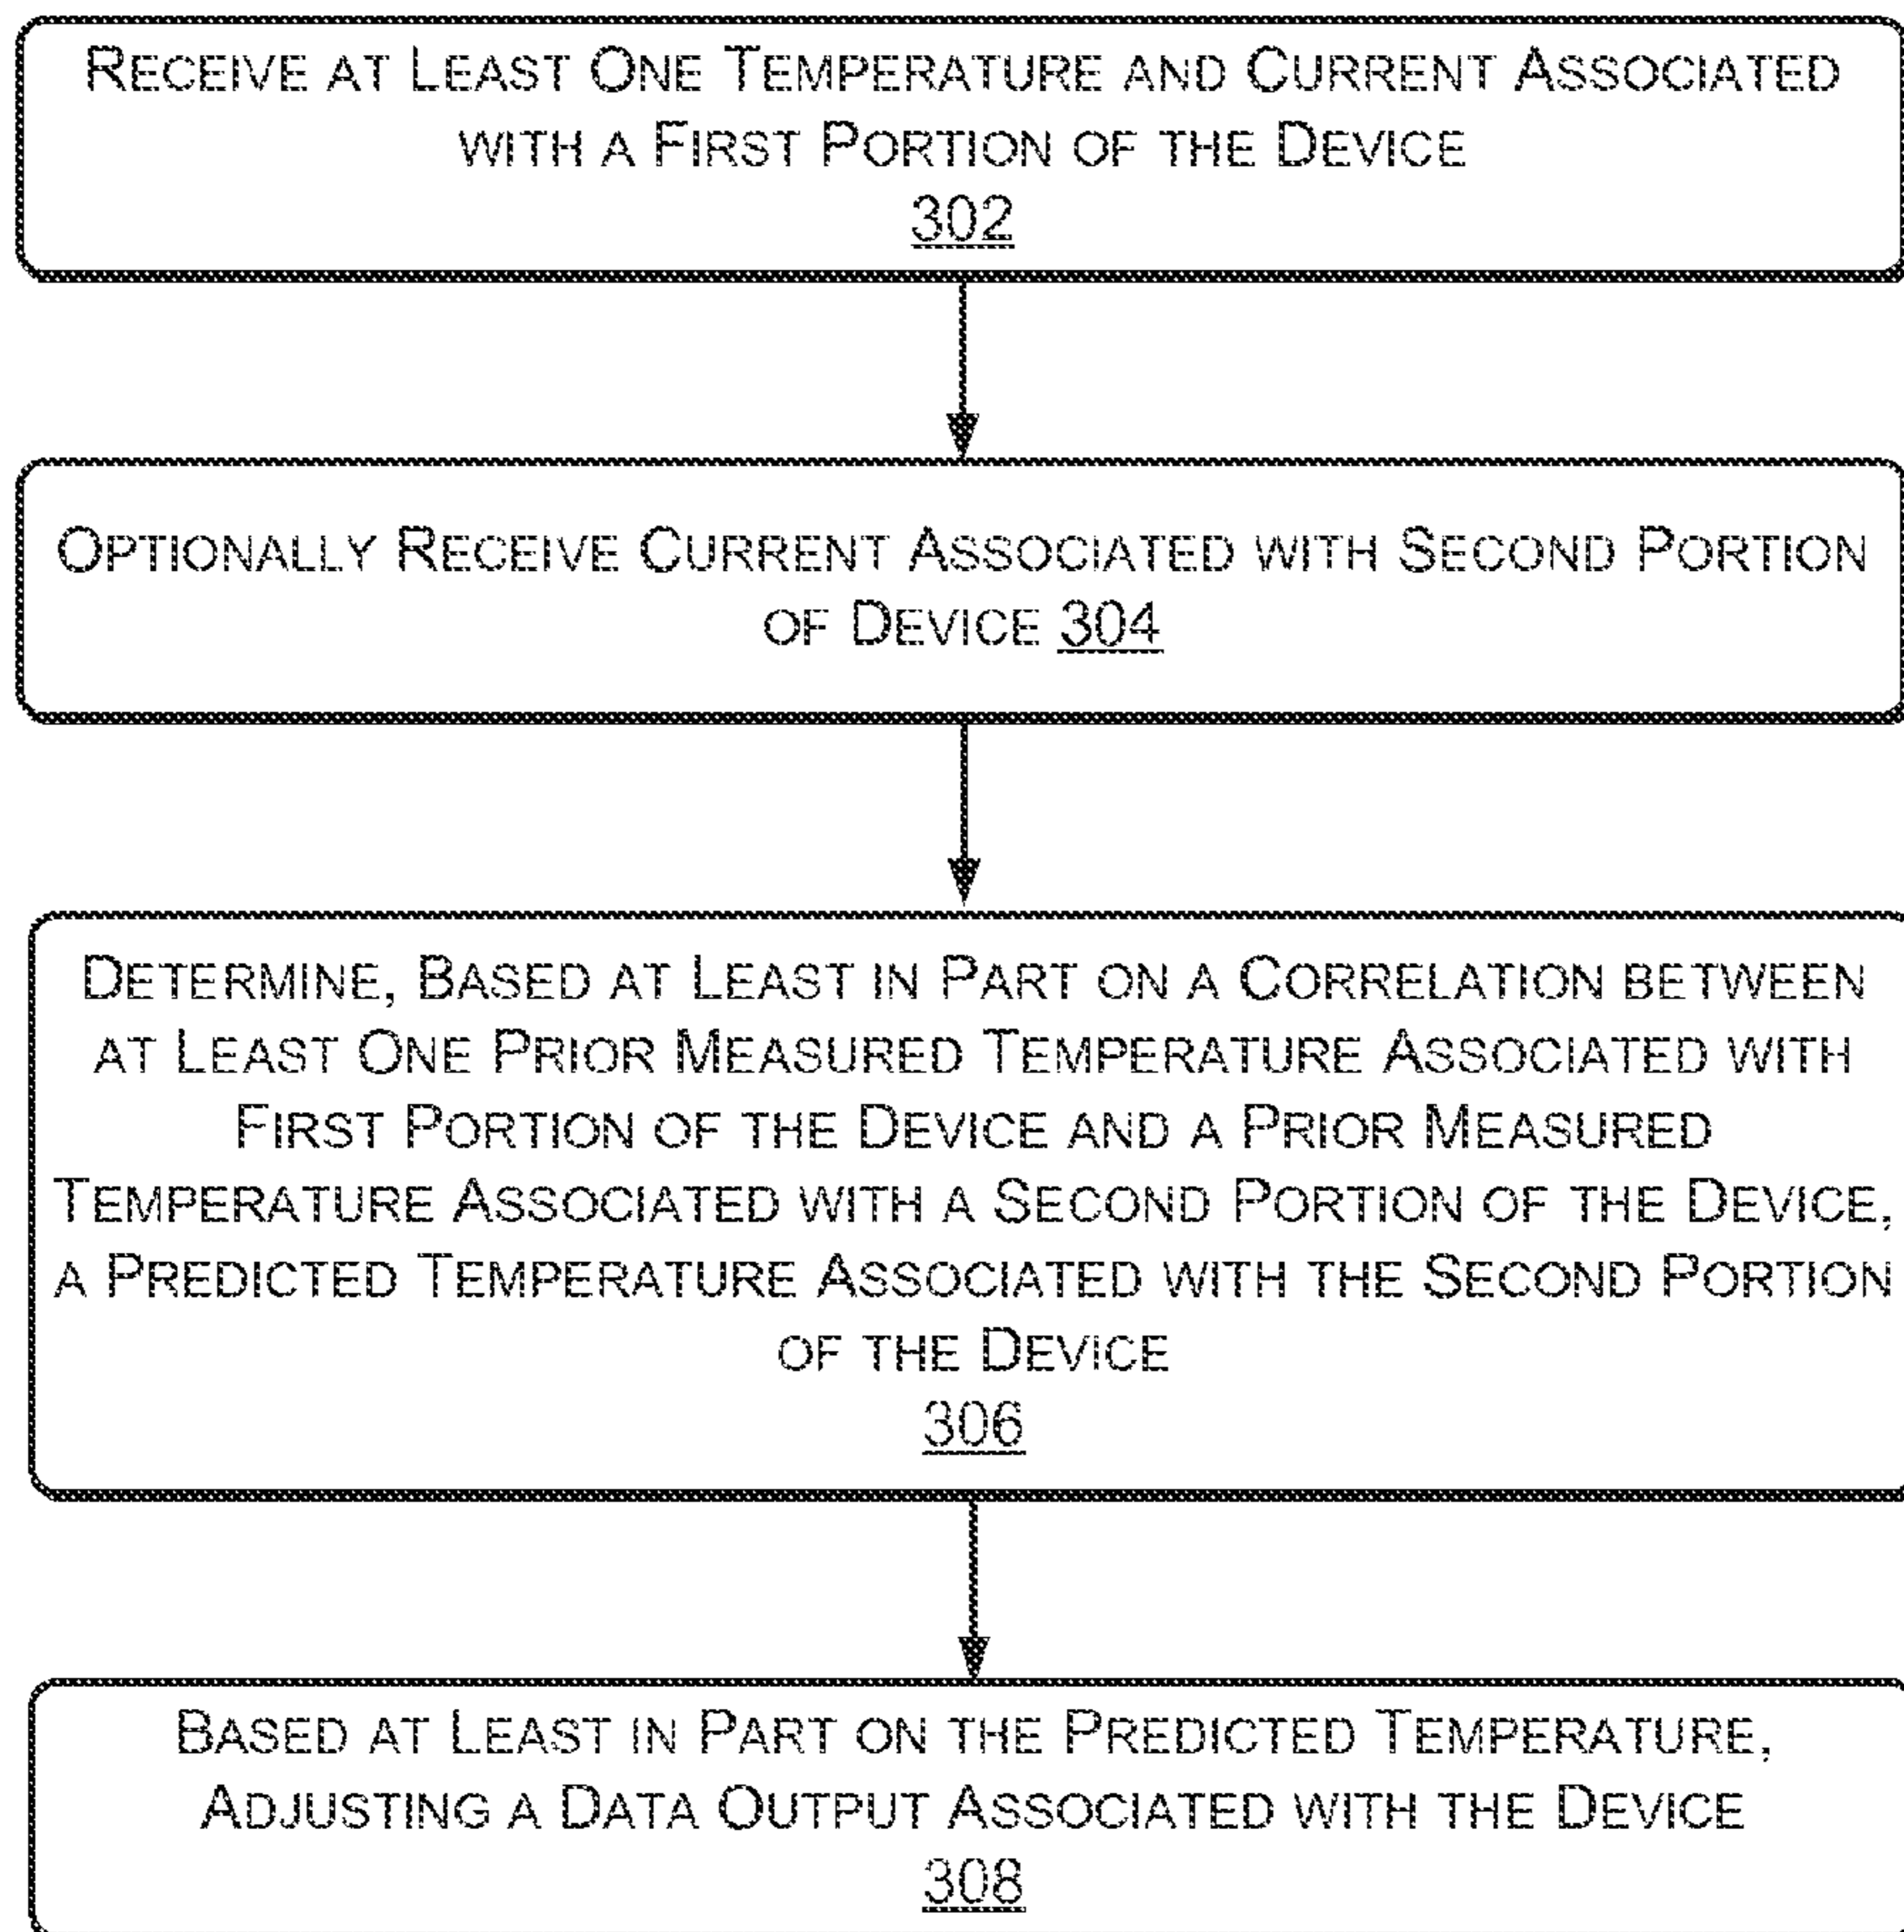 RECEIVE AT LEAST ONE TEMPERATURE AND CURRENT ASSOCIATED
WITH A FIRST PORTION OF THE DEVICE
302
OPTIONALLY RECEIVE CURRENT ASSOCIATED WITH SECOND PORTION
OF DEVICE 304
DETERMINE, BASED AT LEAST IN PART ON A CORRELATION BETWEEN
AT LEAST ONE PRIOR MEASURED TEMPERATURE ASSOCIATED WITH
FIRST PORTION OF THE DEVICE AND A PRIOR MEASURED
TEMPERATURE ASSOCIATED WITH A SECOND PORTION OF THE DEVICE,
A PREDICTED TEMPERATURE ASSOCIATED WITH THE SECOND PORTION
OF THE DEVICE
306
BASED AT LEAST IN PART ON THE PREDICTED TEMPERATURE,
ADJUSTING A DATA OUTPUT ASSOCIATED WITH THE DEVICE
308